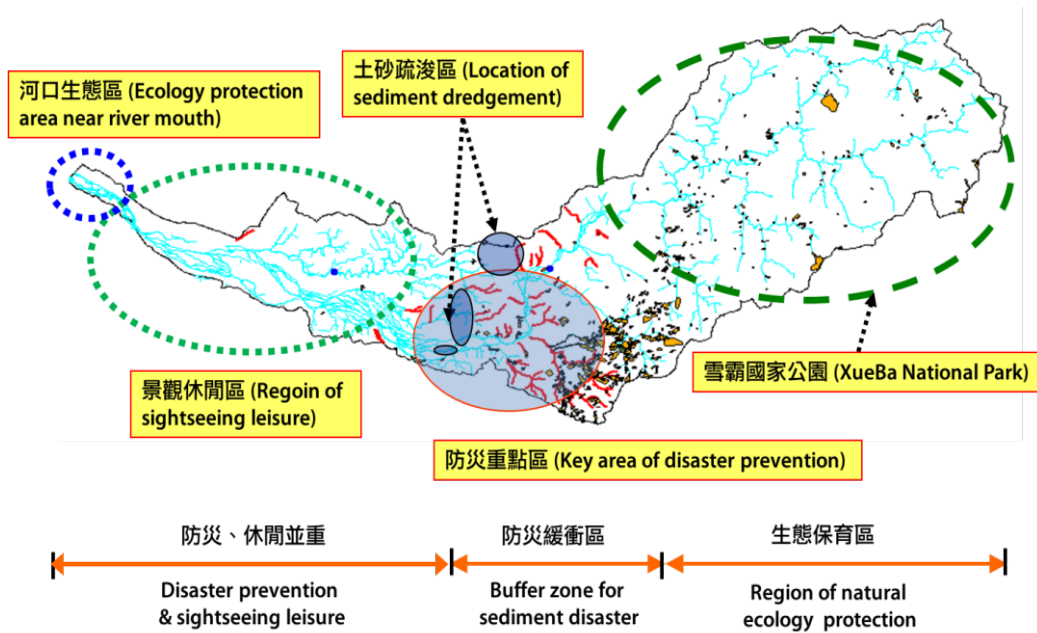 河口生態區 (Ecology protection
area near river mouth)
土砂疏浚區 (Location of
sediment dredgement)
景觀休閒區 (Regoin of
sightseeing leisure)
雪霸國家公園 (XueBa National Park)
防災重點區 (Key area of disaster prevention)
防災、休閒並重
防災緩衝區
生態保育區
Disaster prevention
& sightseeing leisure
Buffer zone for
sediment disaster
Region of natural
ecology protection